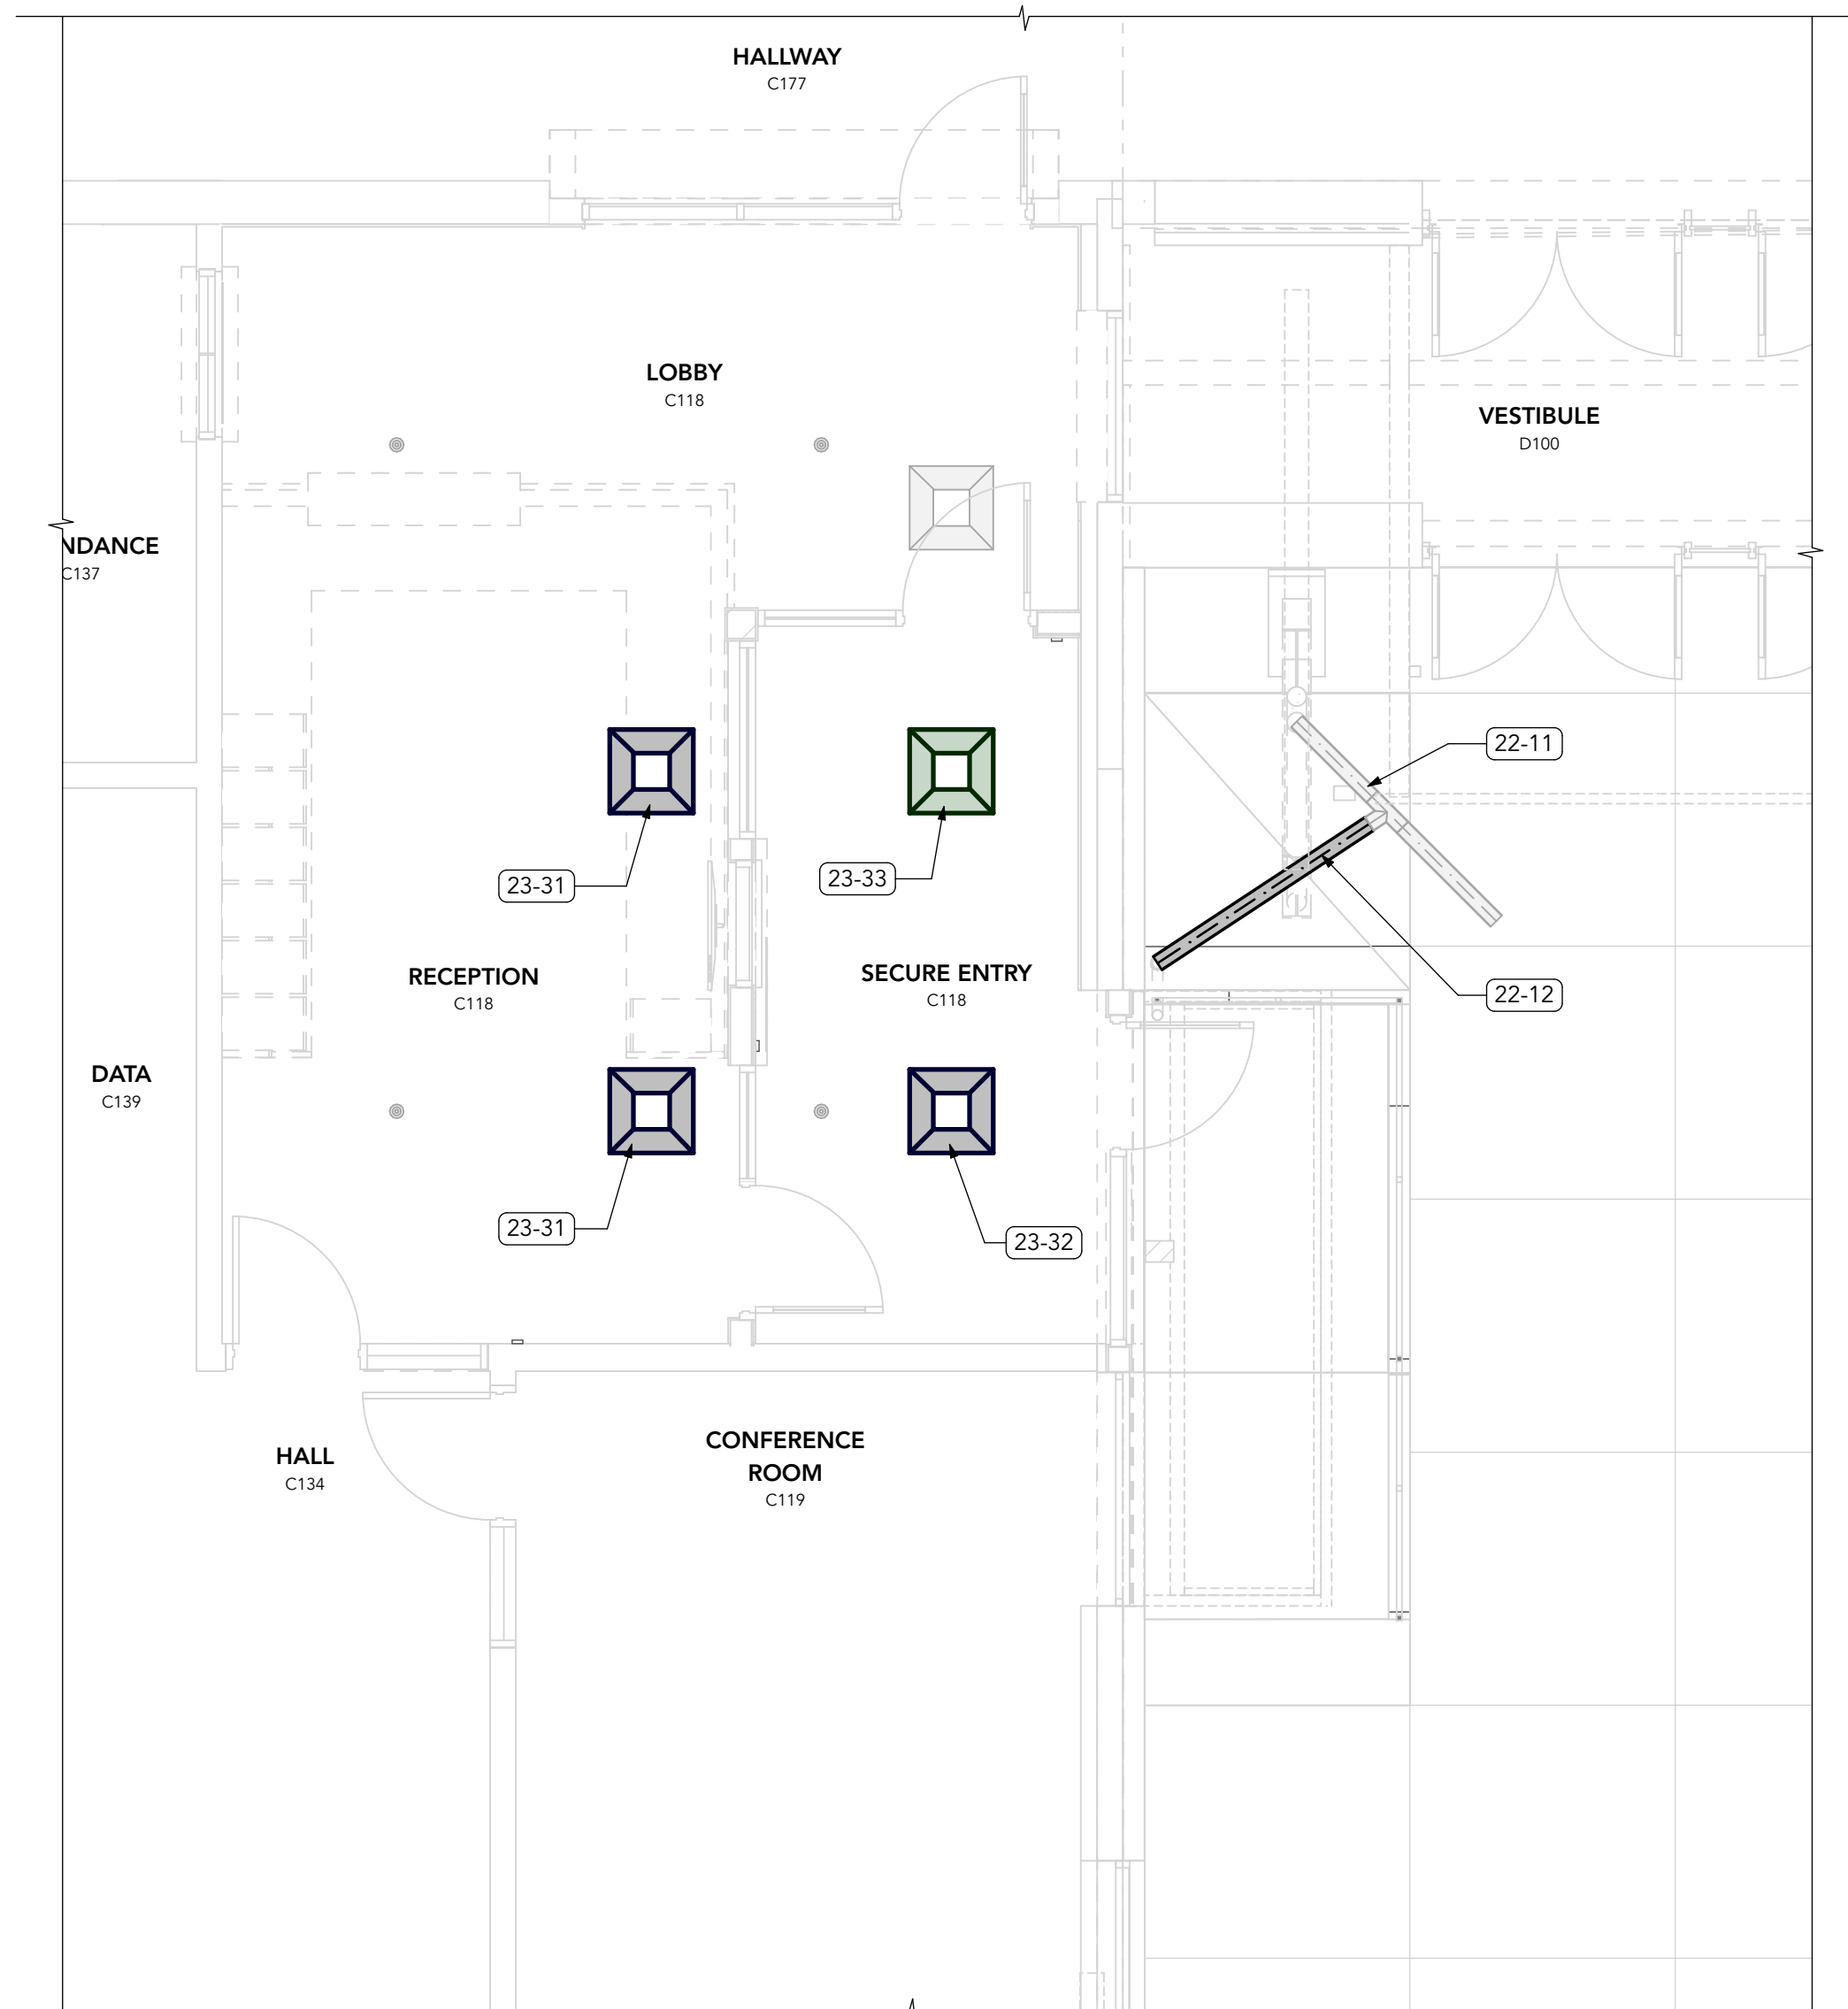 HALLWAY
C177
LOBBY
C118
VESTIBULE
D100
NDANCE
C137
22-11
23-31
23-33
RECEPTION
C118
SECURE ENTRY
C118
22-12
DATA
C139
23-31
23-32
CONFERENCE
ROOM
C119
HALL
C134